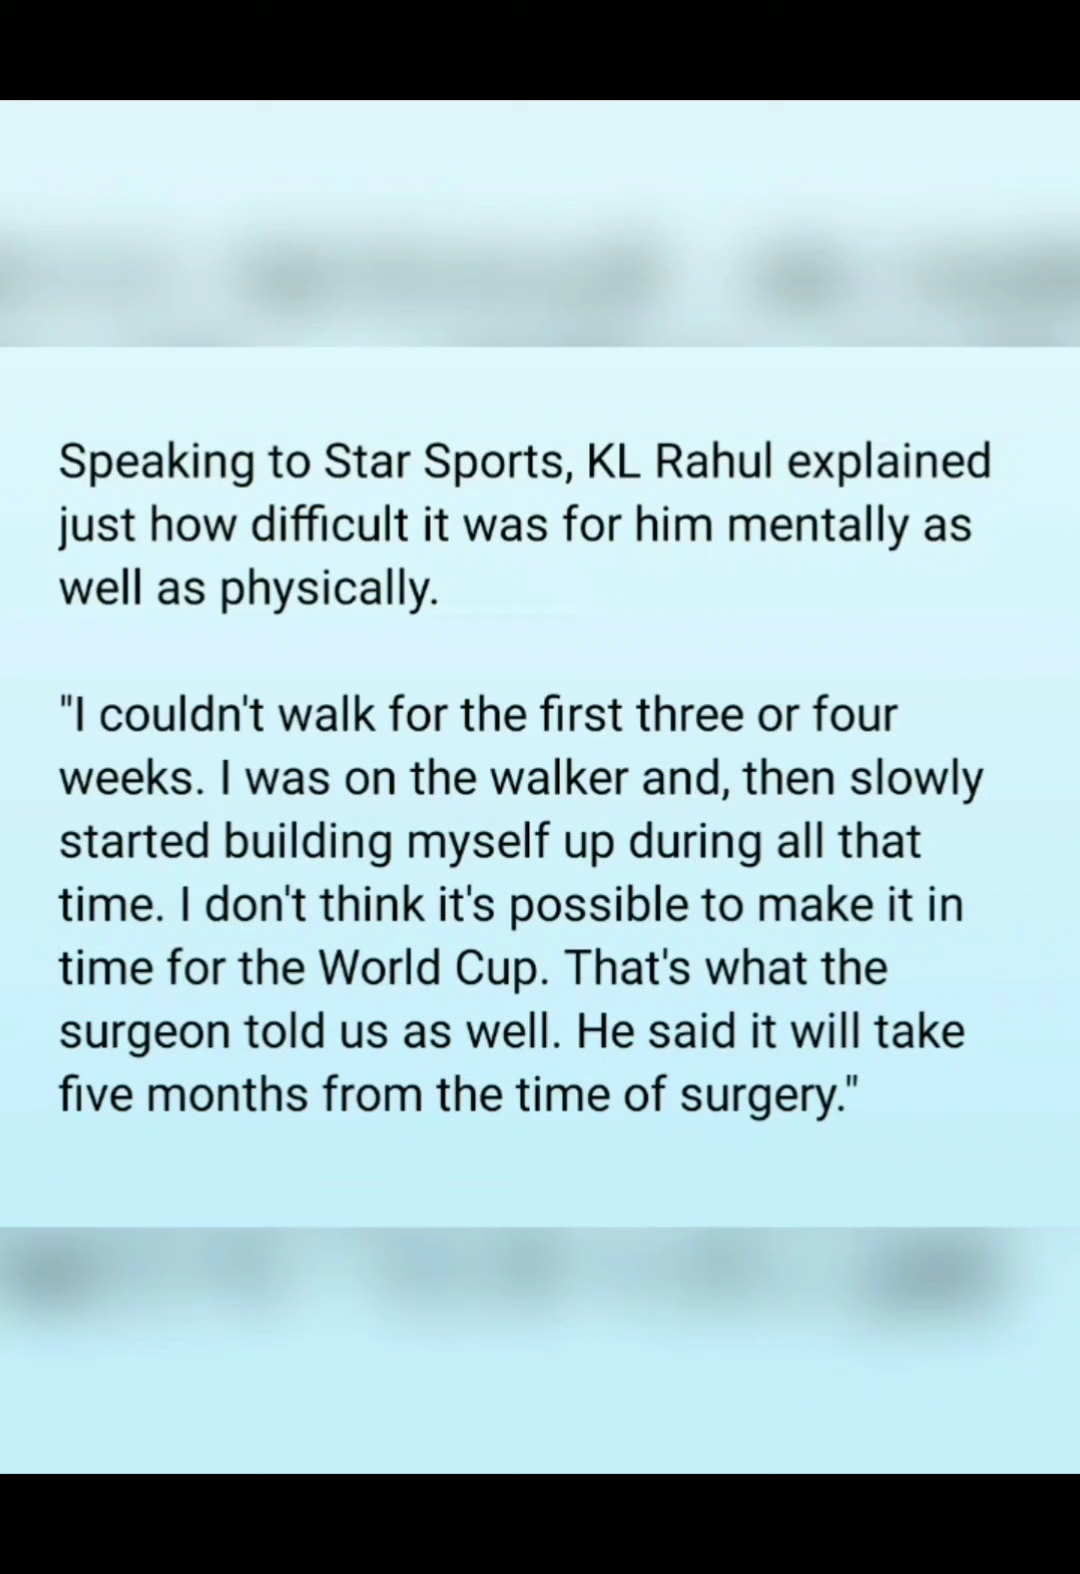 Speaking to Star Sports, KL Rahul explained
just how difficult it was for him mentally as
well as physically.
"I couldn't walk for the first three or four
weeks. I was on the walker and, then slowly
started building myself up during all that
time. I don't think it's possible to make it in
time for the World Cup. That's what the
surgeon told us as well. He said it will take
five months from the time of surgery."